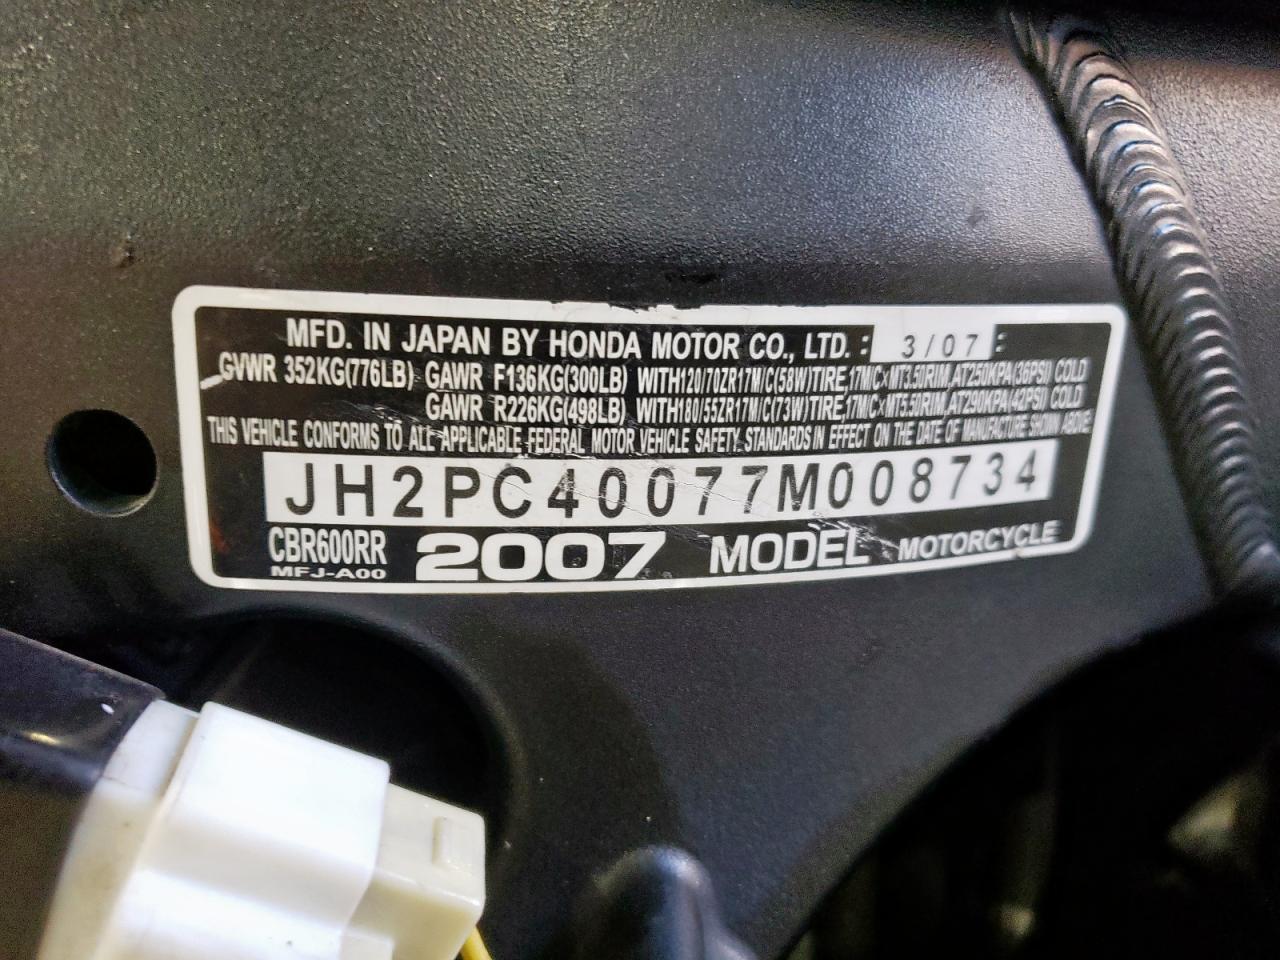 MFD. IN JAPAN BY HONDA MOTOR CO., LTD. : 3/07 :
GVWR 352KG(776LB) GAWR F136KG(300LB) WITH120/70ZR17M/C(58W)TIRE,17M/C×MT3.50RIM,AT250KPA(36PSI) COLD
GAWR R226KG(498LB) WITH180/55ZR17M/C(73W)TIRE,17M/C×MT5.50RIM,AT290KPA(42PSI) COLD
THIS VEHICLE CONFORMS TO ALL APPLICABLE FEDERAL MOTOR VEHICLE SAFETY STANDARDS IN EFFECT ON THE DATE OF MANUFACTURE SHOWN ABOVE
JH2PC40077M008734
CBR600RR 2007 MODEL MOTORCYCLE
MFJ-A00